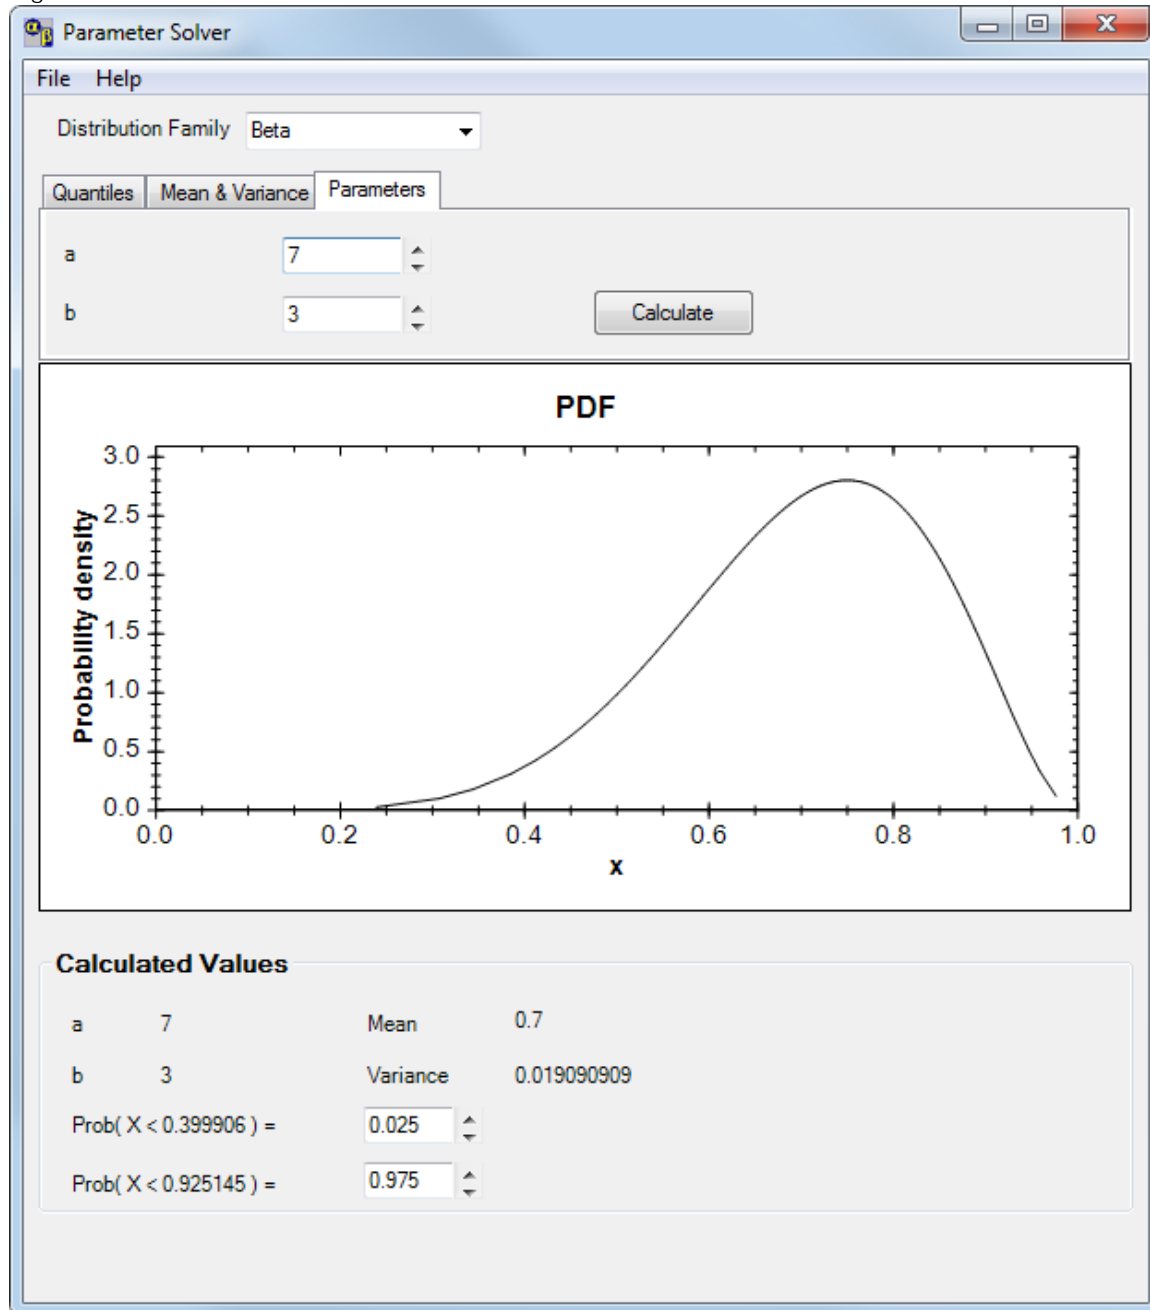 Parameter Solver
File Help
Distribution Family Beta
Quantiles Mean & Variance Parameters
a 7
b 3 Calculate
PDF
Probability density
3.0
2.5
2.0
1.5
1.0
0.5
0.0
0.0 0.2 0.4 0.6 0.8 1.0
x
Calculated Values
a 7 Mean 0.7
b 3 Variance 0.019090909
Prob( X < 0.399906 ) = 0.025
Prob( X < 0.925145 ) = 0.975